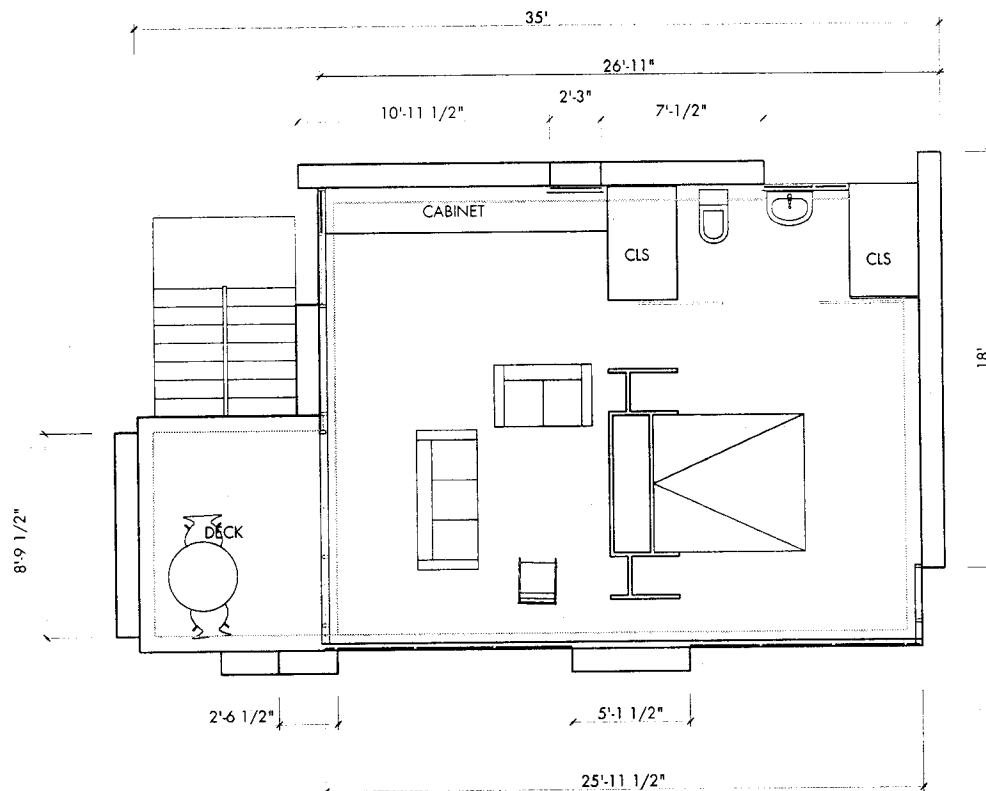 35'
26'-11"
2'-3"
10'-11 1/2"
7'-1/2"
CABINET
CLS
CLS
18'
DECK
8'-9 1/2"
2'-6 1/2"
5'-1 1/2"
25'-11 1/2"